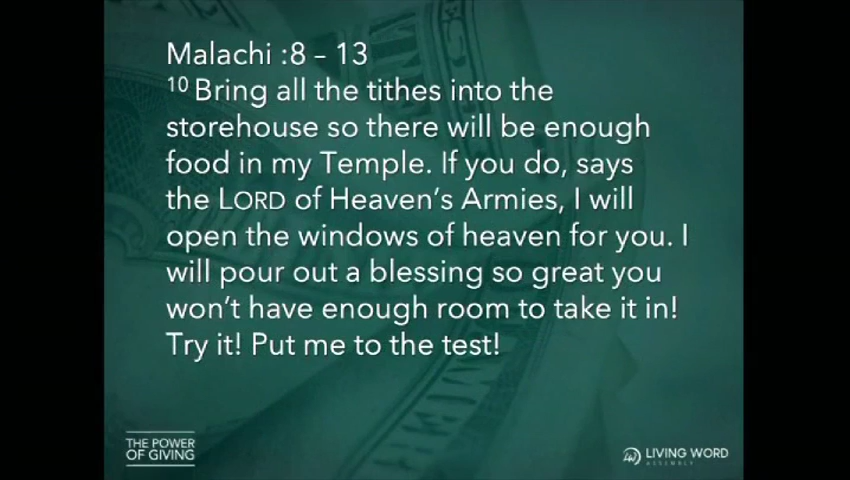 Malachi :8 – 13
10 Bring all the tithes into the
storehouse so there will be enough
food in my Temple. If you do, says
the LORD of Heaven's Armies, I will
open the windows of heaven for you. I
will pour out a blessing so great you
won't have enough room to take it in!
Try it! Put me to the test!
THE POWER
OF GIVING
LIVING WORD
ASSEMBLY